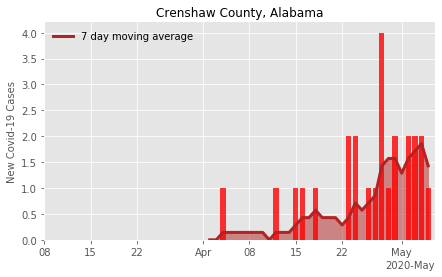 Crenshaw County, Alabama
7 day moving average
New Covid-19 Cases
4.0
3.5
3.0
2.5
2.0
1.5
1.0
0.5
0.0
08 15 22 Apr 08 15 22 May
2020-May